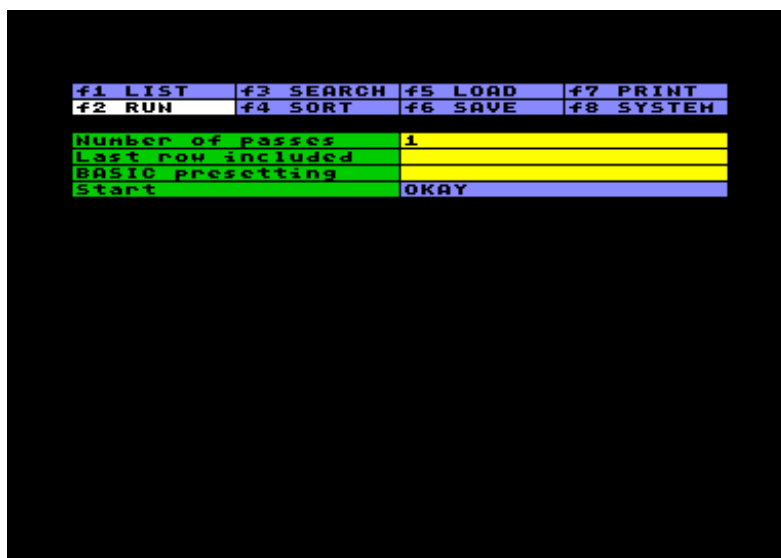 f1 LIST f3 SEARCH f5 LOAD f7 PRINT
f2 RUN f4 SORT f6 SAVE f8 SYSTEM
Number of passes 1
Last row included
BASIC presetting
Start OKAY